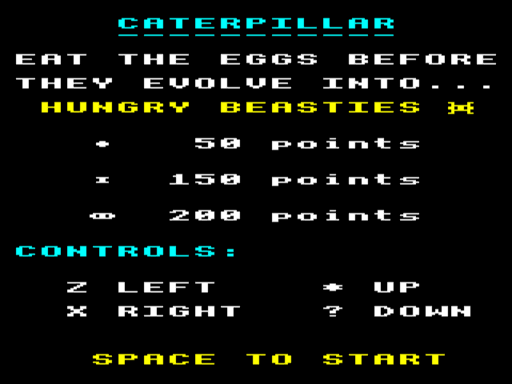 CATERPILLAR
EAT THE EGGS BEFORE
THEY EVOLVE INTO...
HUNGRY BEASTIES
50 points
150 points
200 points
CONTROLS:
Z LEFT * UP
X RIGHT ? DOWN
SPACE TO START